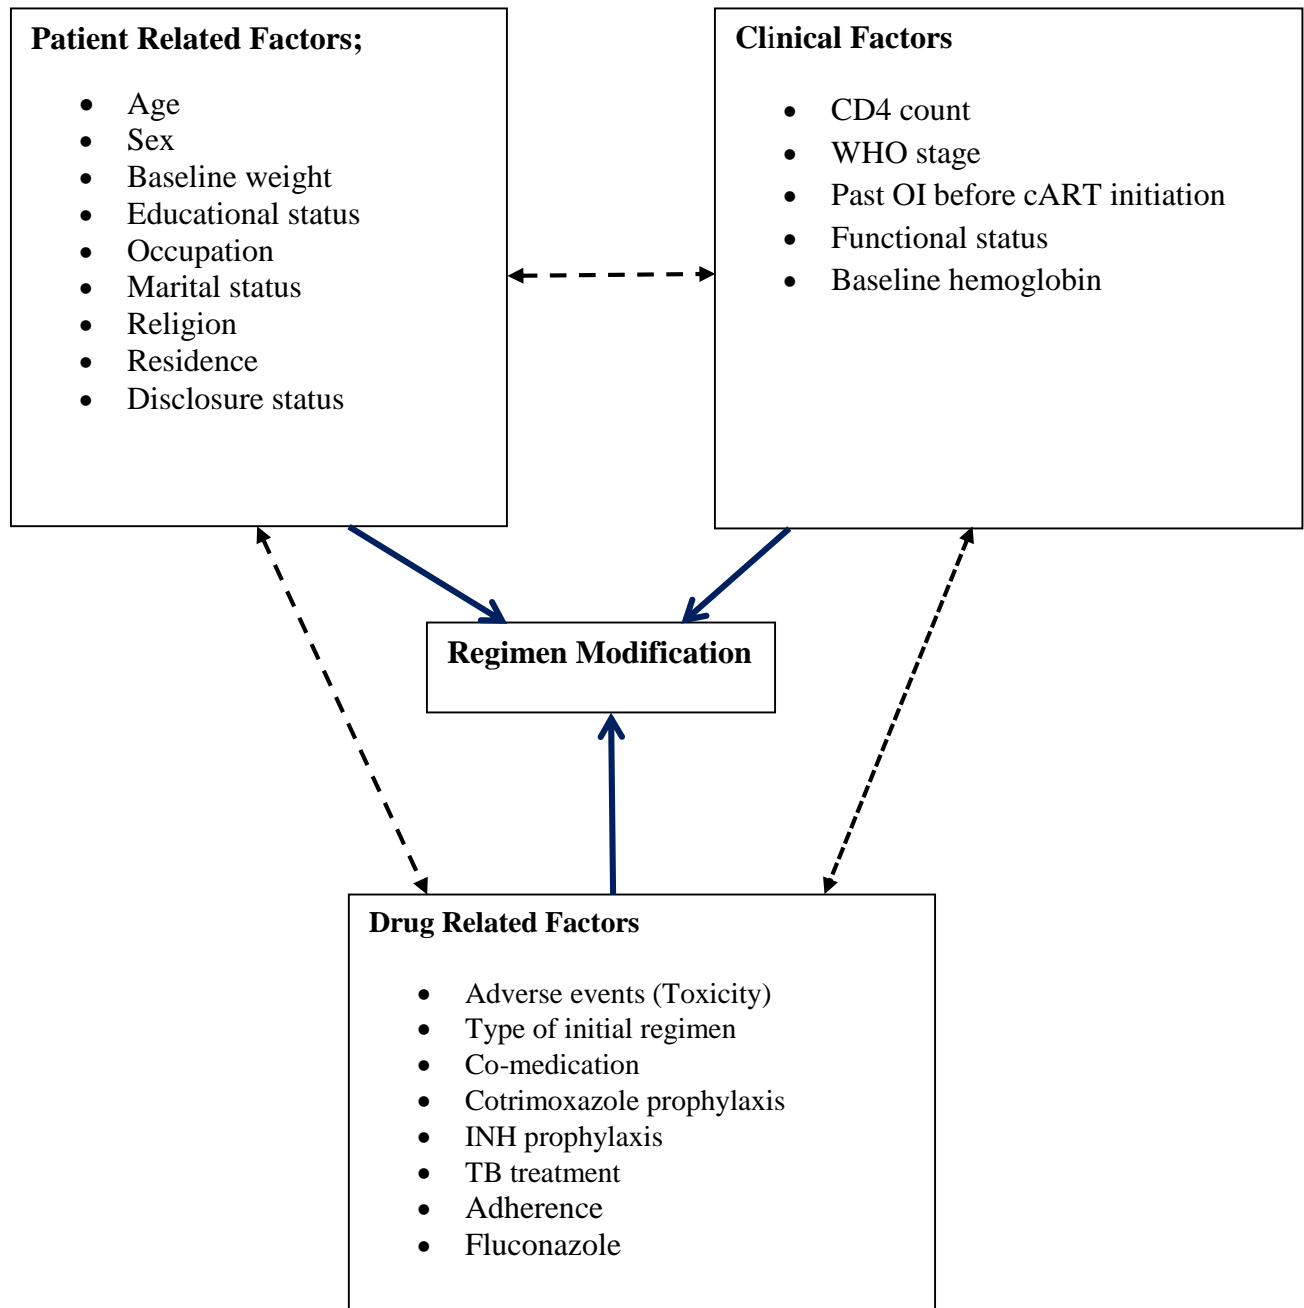 Patient Related Factors;
• Age
• Sex
• Baseline weight
• Educational status
• Occupation
• Marital status
• Religion
• Residence
• Disclosure status
Clinical Factors
• CD4 count
• WHO stage
• Past OI before cART initiation
• Functional status
• Baseline hemoglobin
Regimen Modification
Drug Related Factors
• Adverse events (Toxicity)
• Type of initial regimen
• Co-medication
• Cotrimoxazole prophylaxis
• INH prophylaxis
• TB treatment
• Adherence
• Fluconazole